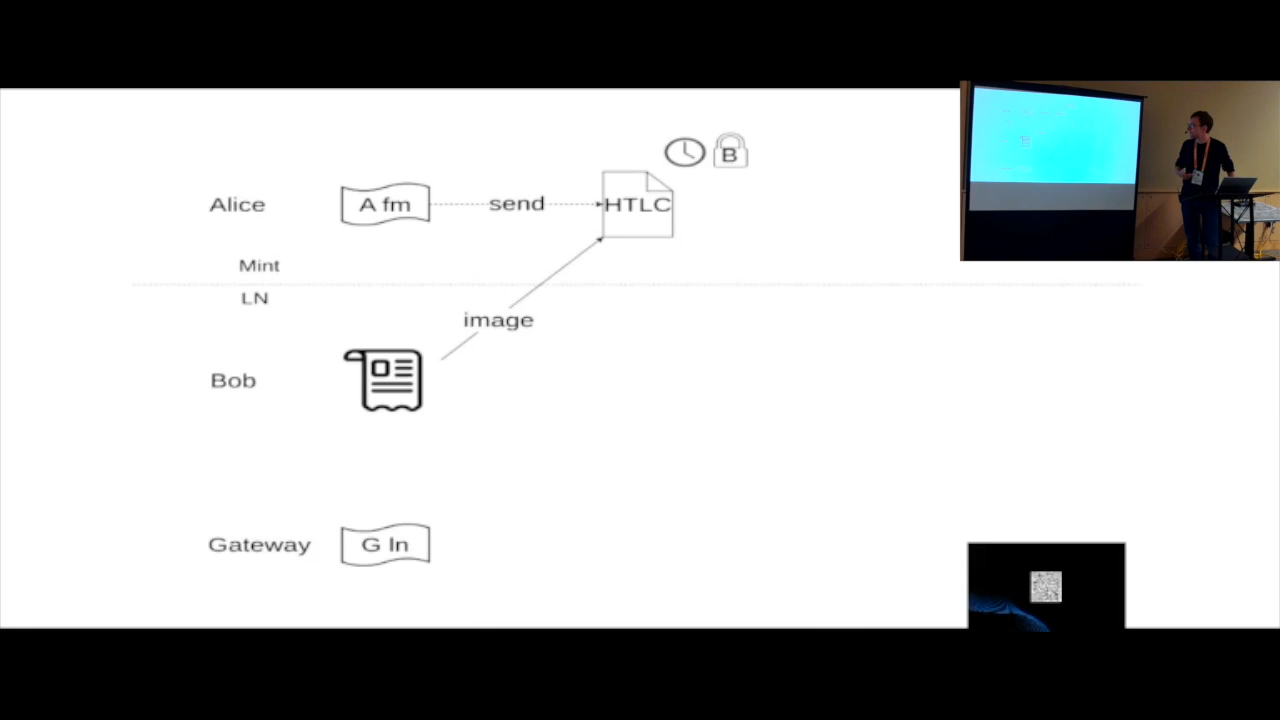 B
Alice
A fm
send
HTLC
Mint
LN
image
Bob
Gateway
G ln